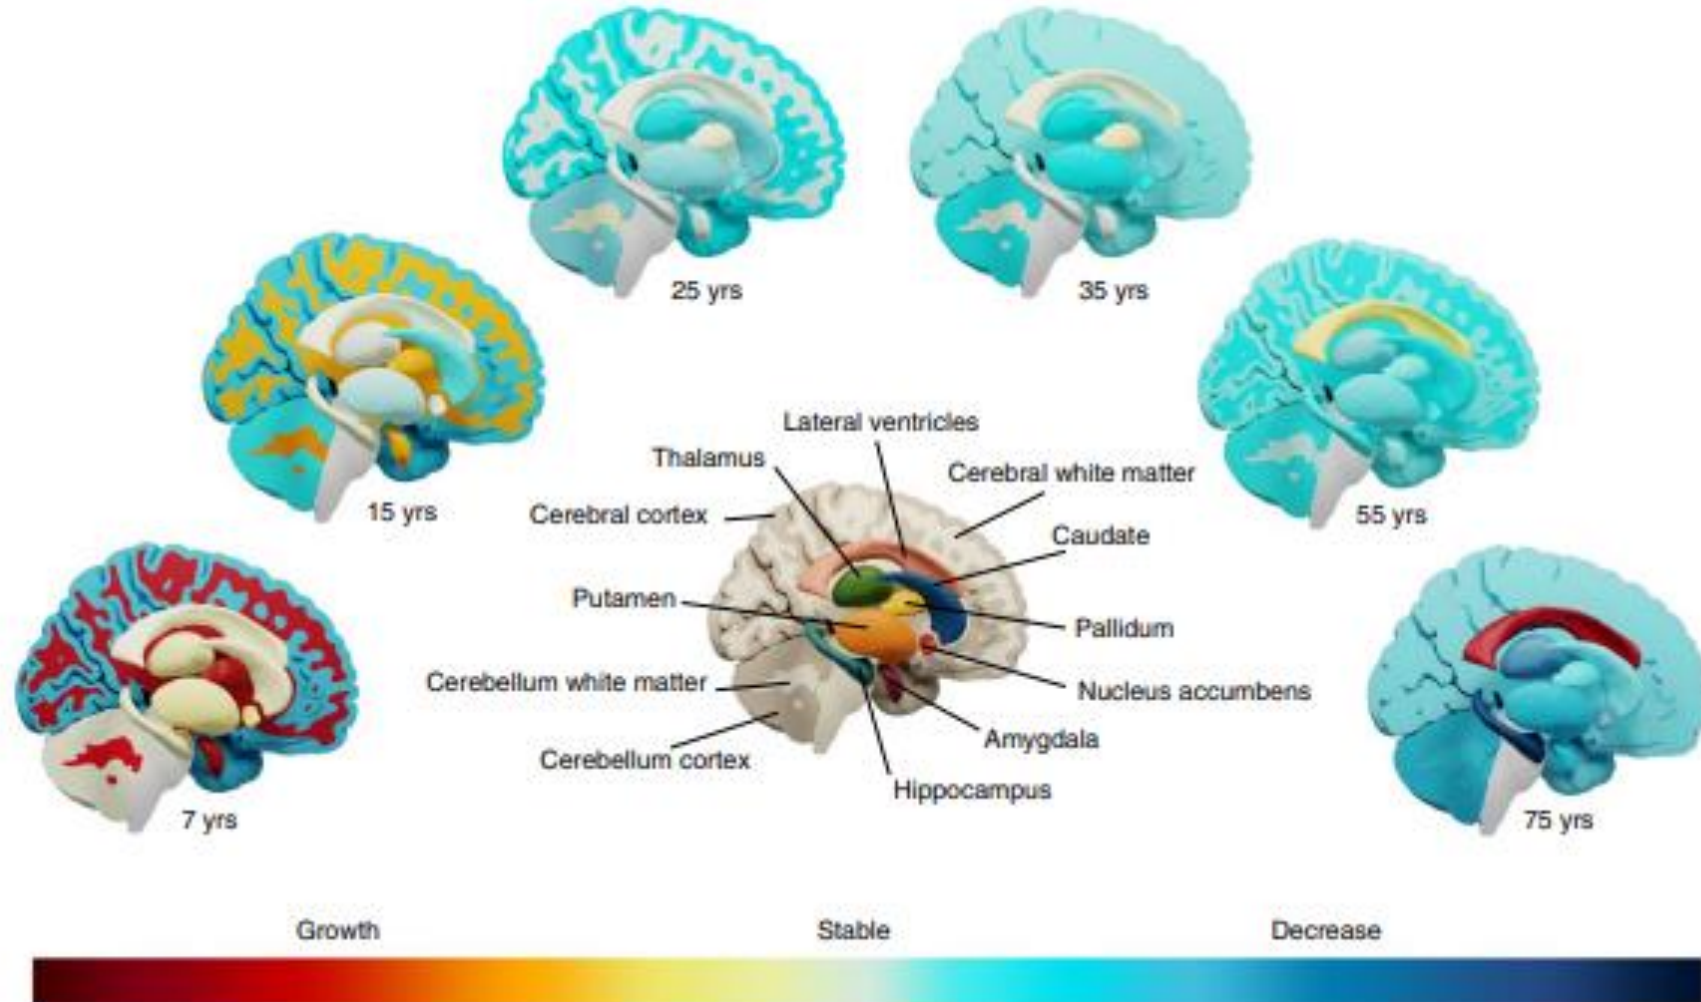 25 yrs
35 yrs
15 yrs
55 yrs
Lateral ventricles
Thalamus
Cerebral white matter
Cerebral cortex
Caudate
Putamen
Pallidum
Cerebellum white matter
Nucleus accumbens
Amygdala
Cerebellum cortex
Hippocampus
7 yrs
75 yrs
Growth
Stable
Decrease